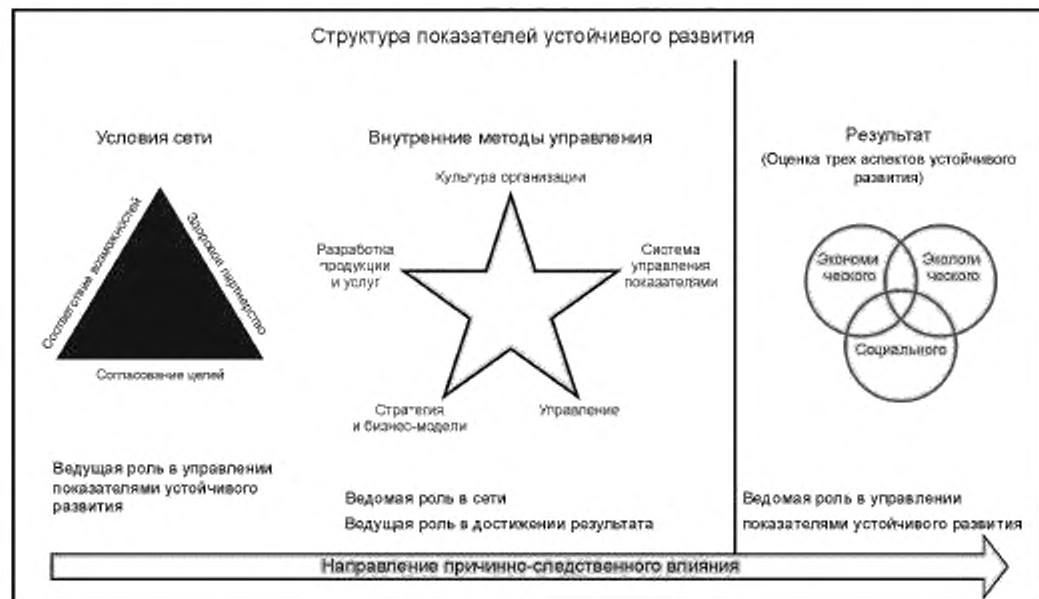 Структура показателей устойчивого развития
Условия сети
Соответствие возможностей
Здоровое партнерство
Согласование целей
Ведущая роль в управлении
показателями устойчивого
развития
Внутренние методы управления
Культура организации
Разработка
продукции
и услуг
Система
управления
показателями
Стратегия
и бизнес-модели
Управление
Ведомая роль в сети
Ведущая роль в достижении результата
Результат
(Оценка трех аспектов устойчивого
развития)
Экономи
ческого
Экологи
ческого
Социального
Ведомая роль в управлении
показателями устойчивого развития
Направление причинно-следственного влияния